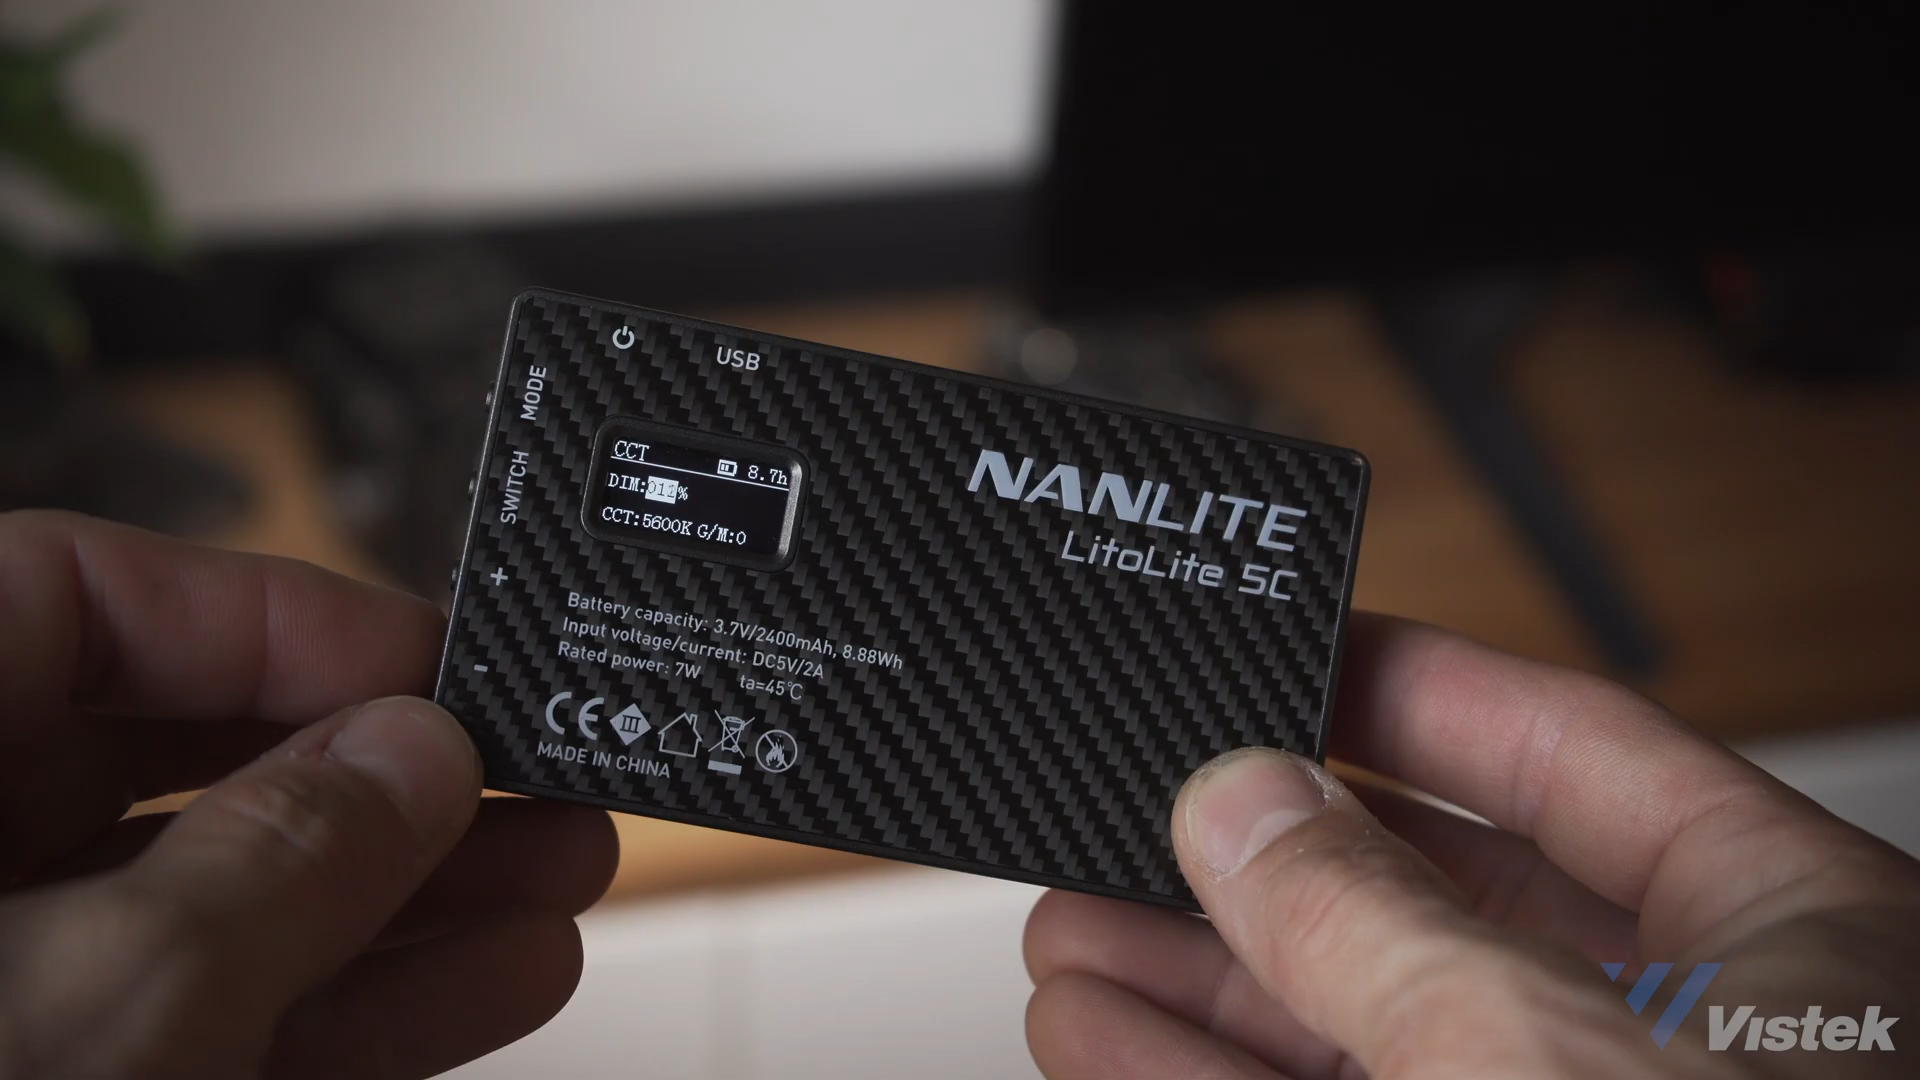 USB
MODE
SWITCH
+
-
CCT 8.7h
DIM:011%
CCT:5600K G/M:0
NANLITE
LitoLite 5C
Battery capacity: 3.7V/2400mAh, 8.88Wh
Input voltage/current: DC5V/2A
Rated power: 7W ta=45℃
CE III
MADE IN CHINA
Vistek